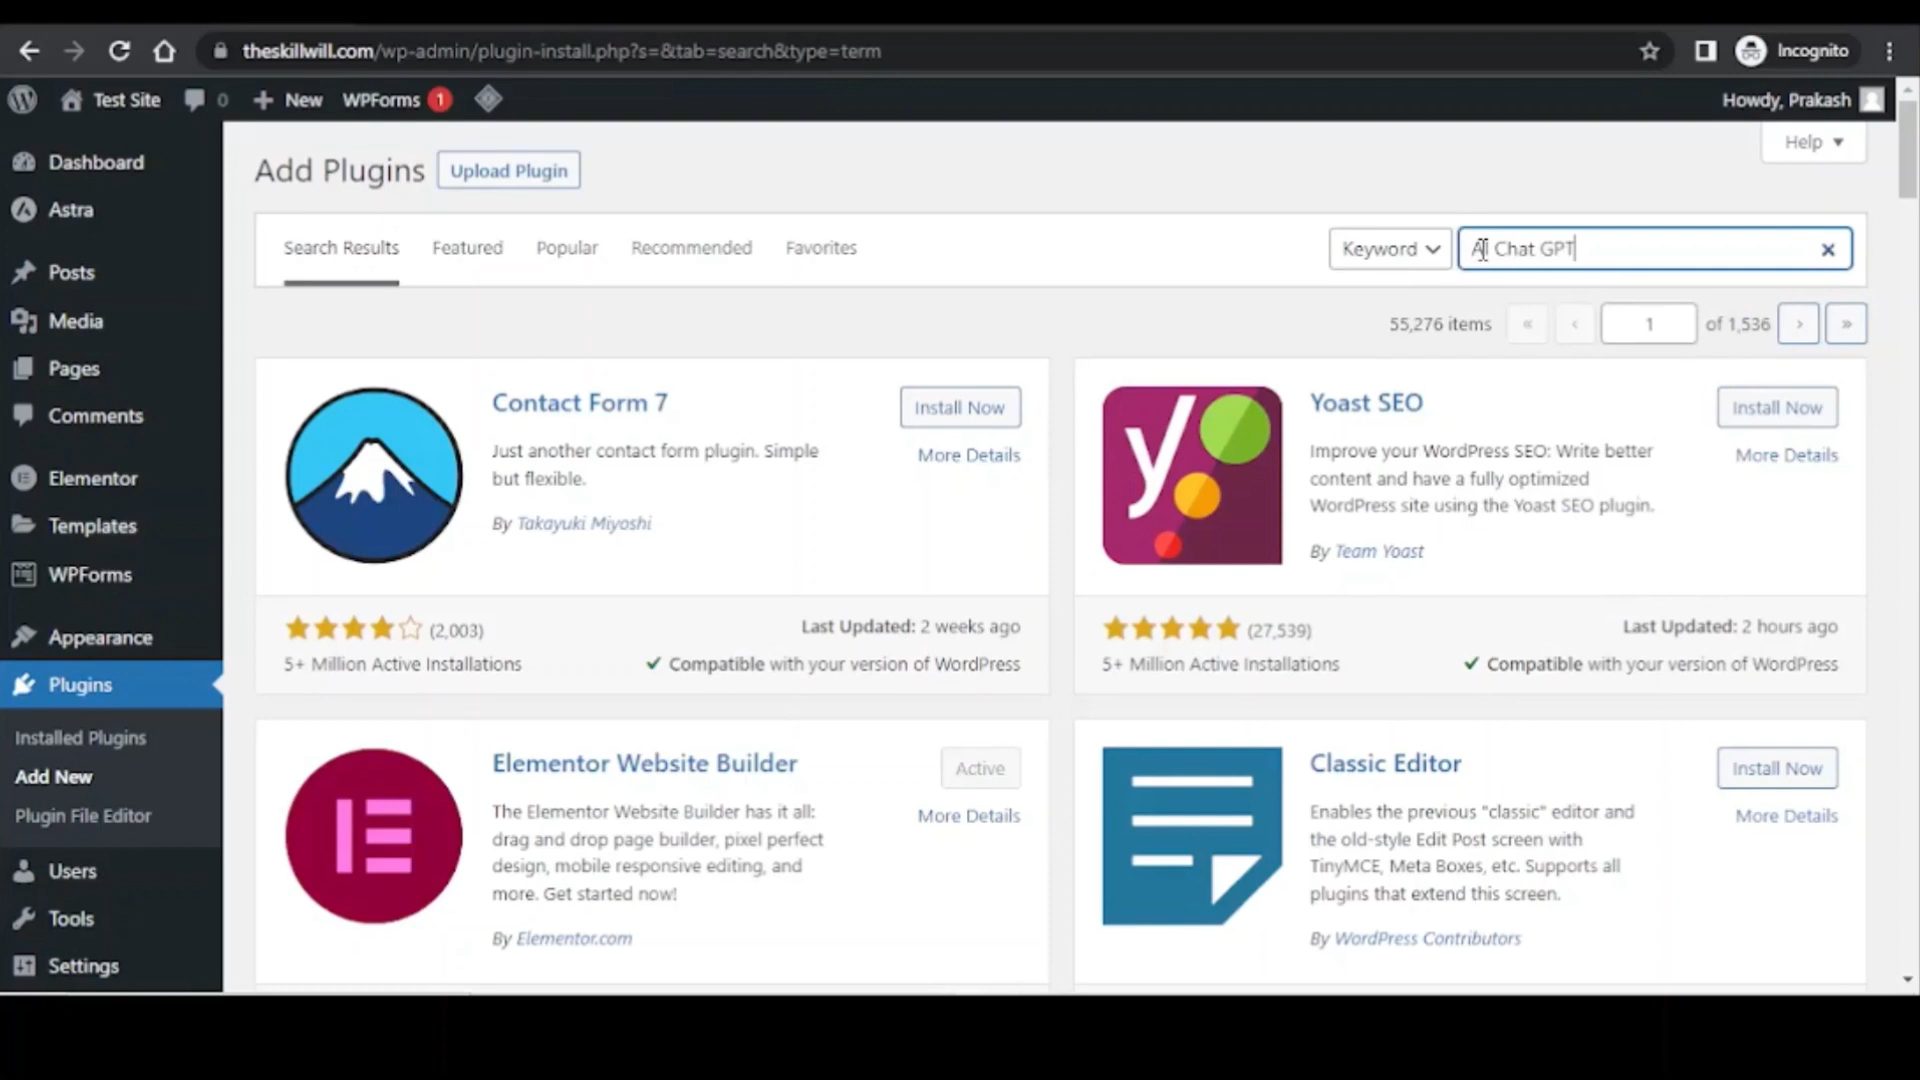 theskillwill.com/wp-admin/plugin-install.php?s=&tab=search&type=term
Incognito
Test Site
0
New
WPForms
1
Howdy, Prakash
Help
Dashboard
Astra
Posts
Media
Pages
Comments
Elementor
Templates
WPForms
Appearance
Plugins
Installed Plugins
Add New
Plugin File Editor
Users
Tools
Settings
Add Plugins
Upload Plugin
Search Results
Featured
Popular
Recommended
Favorites
Keyword
Chat GPT
55,276 items
«
‹
1
of 1,536
›
»
Contact Form 7
Install Now
More Details
Just another contact form plugin. Simple
but flexible.
By Takayuki Miyoshi
(2,003)
Last Updated: 2 weeks ago
5+ Million Active Installations
Compatible with your version of WordPress
Yoast SEO
Install Now
More Details
Improve your WordPress SEO: Write better
content and have a fully optimized
WordPress site using the Yoast SEO plugin.
By Team Yoast
(27,539)
Last Updated: 2 hours ago
5+ Million Active Installations
Compatible with your version of WordPress
Elementor Website Builder
Active
More Details
The Elementor Website Builder has it all:
drag and drop page builder, pixel perfect
design, mobile responsive editing, and
more. Get started now!
By Elementor.com
Classic Editor
Install Now
More Details
Enables the previous "classic" editor and
the old-style Edit Post screen with
TinyMCE, Meta Boxes, etc. Supports all
plugins that extend this screen.
By WordPress Contributors